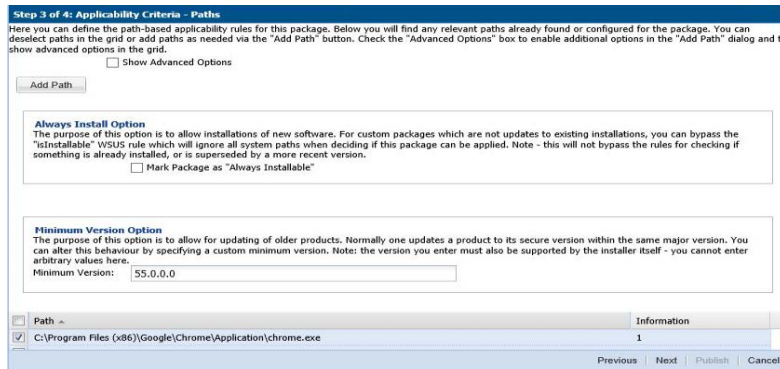 Step 3 of 4: Applicability Criteria - Paths
Here you can define the path-based applicability rules for this package. Below you will find any relevant paths already found or configured for the package. You can
deselect paths in the grid or add paths as needed via the "Add Path" button. Check the "Advanced Options" box to enable additional options in the "Add Path" dialog and t
show advanced options in the grid.
Show Advanced Options
Add Path
Always Install Option
The purpose of this option is to allow installations of new software. For custom packages which are not updates to existing installations, you can bypass the
"isInstallable" WSUS rule which will ignore all system paths when deciding if this package can be applied. Note - this will not bypass the rules for checking if
something is already installed, or is superseded by a more recent version.
Mark Package as "Always Installable"
Minimum Version Option
The purpose of this option is to allow for updating of older products. Normally one updates a product to its secure version within the same major version. You
can alter this behaviour by specifying a custom minimum version. Note: the version you enter must also be supported by the installer itself - you cannot enter
arbitrary values here.
Minimum Version: 55.0.0.0
Path Information
C:\Program Files (x86)\Google\Chrome\Application\chrome.exe 1
Previous Next Publish Cancel